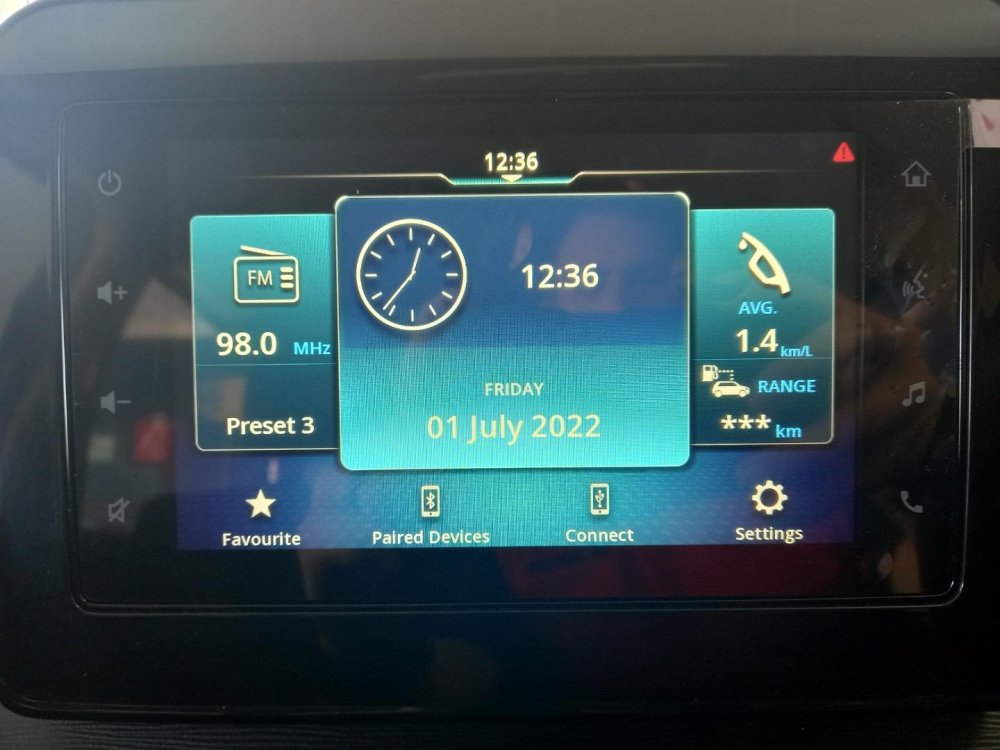 12:36
FM
98.0 MHz
Preset 3
12:36
FRIDAY
01 July 2022
AVG.
1.4 km/L
RANGE
*** km
Favourite
Paired Devices
Connect
Settings